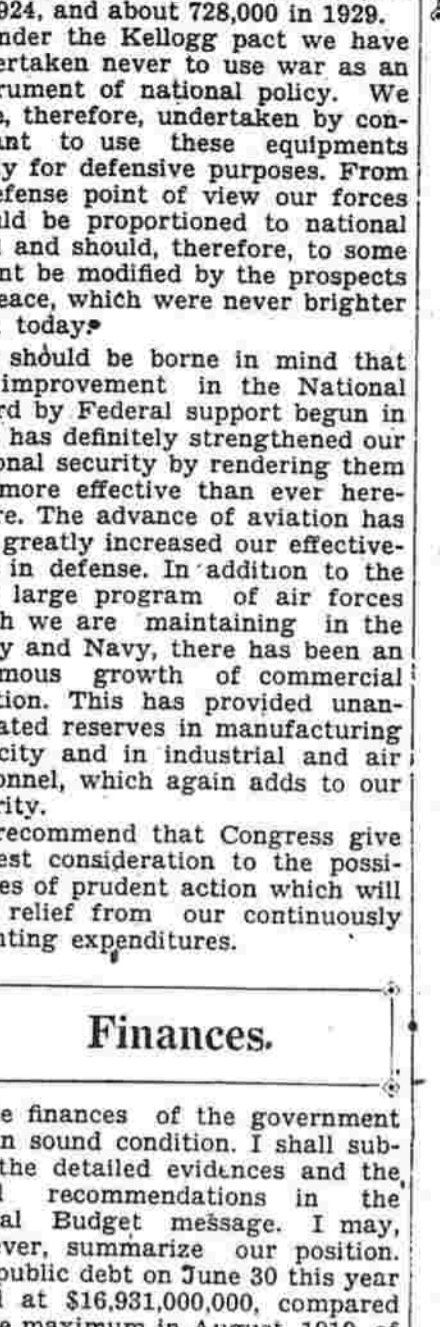 924, and about 728,000 in 1929.
nder the Kellogg pact we have
ertaken never to use war as an
rument of national policy. We
e, therefore, undertaken by con-
ant to use these equipments
y for defensive purposes. From
efense point of view our forces
uld be proportioned to national
and should, therefore, to some
nt be modified by the prospects
eace, which were never brighter
today.
should be borne in mind that
improvement in the National
rd by Federal support begun in
has definitely strengthened our
onal security by rendering them
more effective than ever here-
re. The advance of aviation has
greatly increased our effective-
in defense. In addition to the
large program of air forces
h we are maintaining in the
y and Navy, there has been an
mous growth of commercial
tion. This has provided unan-
ated reserves in manufacturing
city and in industrial and air
onnel, which again adds to our
rity.
recommend that Congress give
est consideration to the possi-
es of prudent action which will
relief from our continuously
nting expenditures.
Finances.
e finances of the government
n sound condition. I shall sub-
the detailed evidences and the
l recommendations in the
al Budget message. I may,
ver, summarize our position.
public debt on June 30 this year
d at $16,931,000,000, compared
e maximum in August, 1919, of